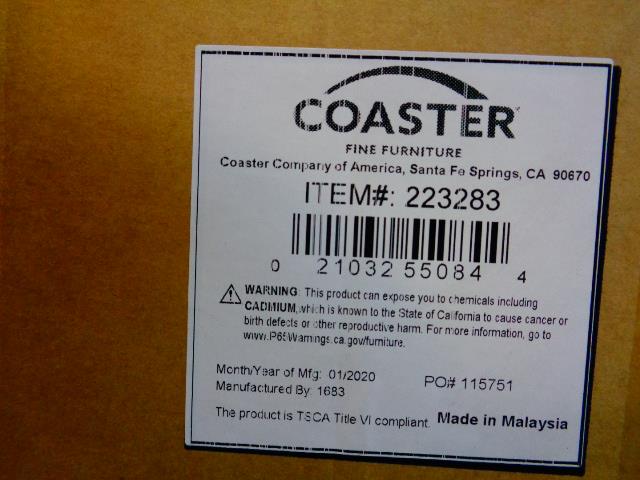 COASTER
FINE FURNITURE
Coaster Company of America, Santa Fe Springs, CA 90670
ITEM#: 223283
0 21032 55084 4
WARNING: This product can expose you to chemicals including
CADMIUM,which is known to the State of California to cause cancer or
birth defects or other reproductive harm. For more information, go to
www.P65Warnings.ca.gov/furniture.
Month/Year of Mfg: 01/2020
Manufactured By: 1683
PO# 115751
The product is TSCA Title VI compliant. Made in Malaysia